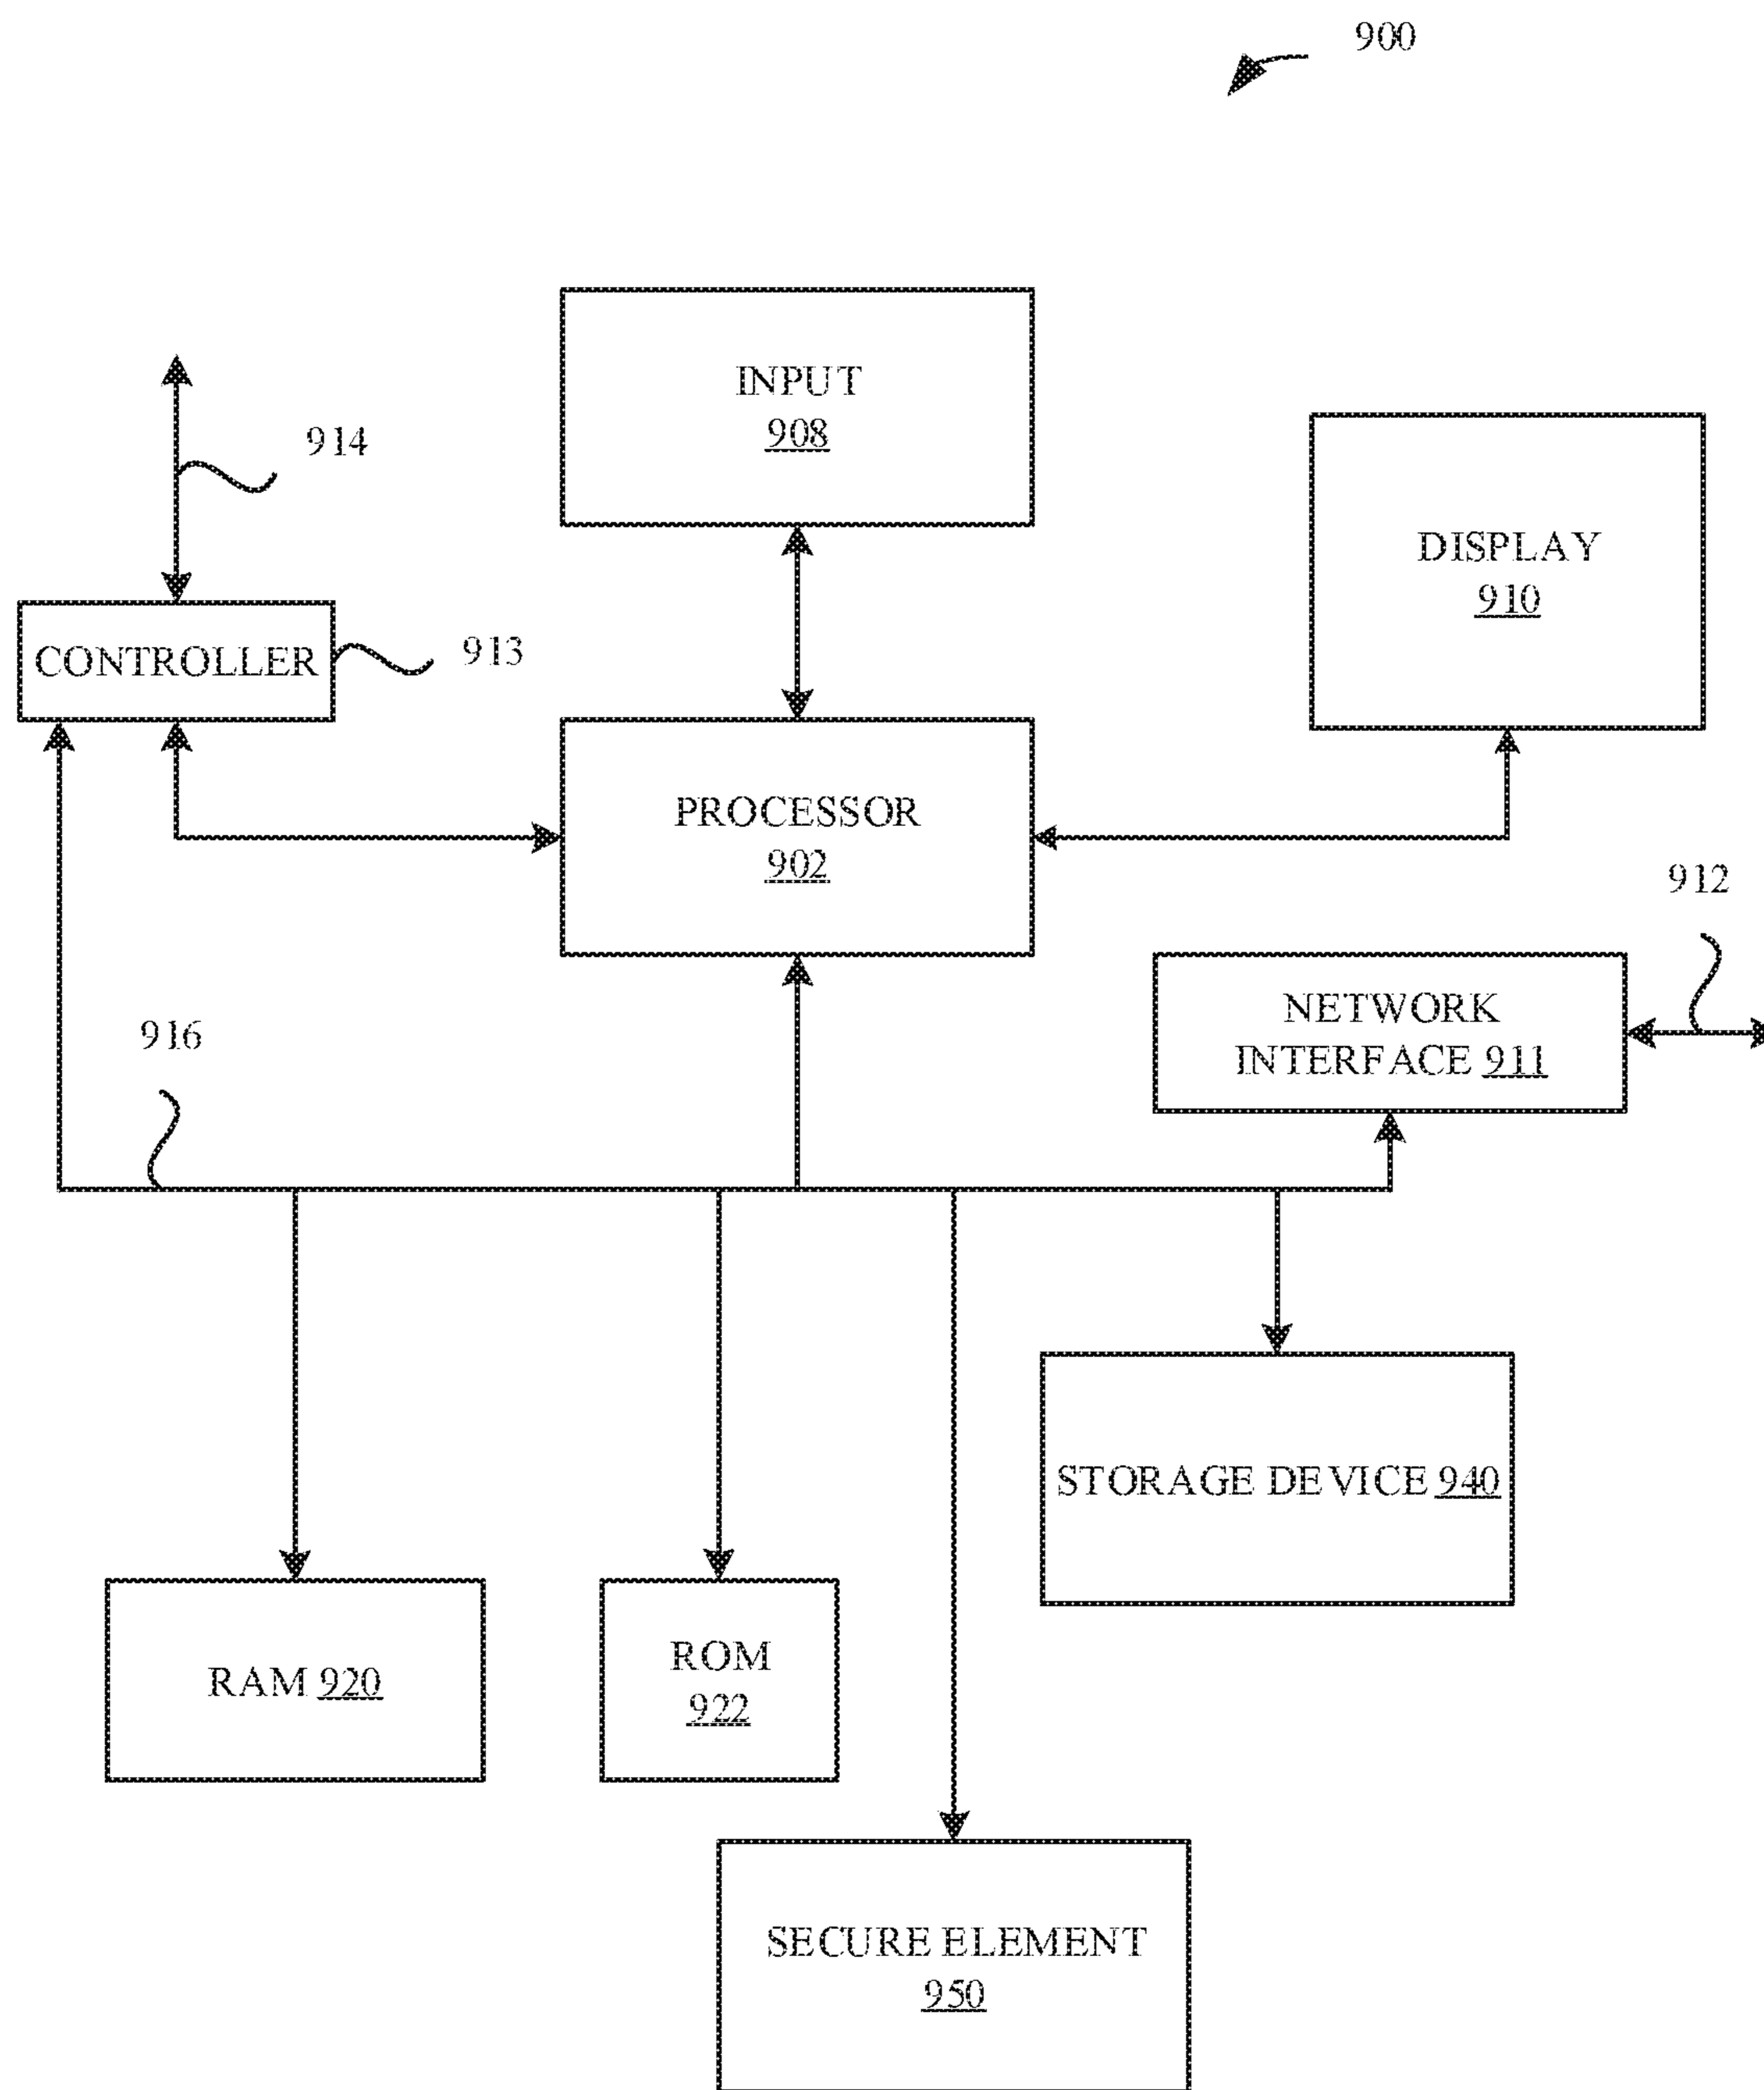 900
INPUT
908
914
DISPLAY
910
CONTROLLER
913
PROCESSOR
902
912
NETWORK
INTERFACE 911
916
STORAGE DEVICE 940
RAM 920
ROM
922
SECURE ELEMENT
950